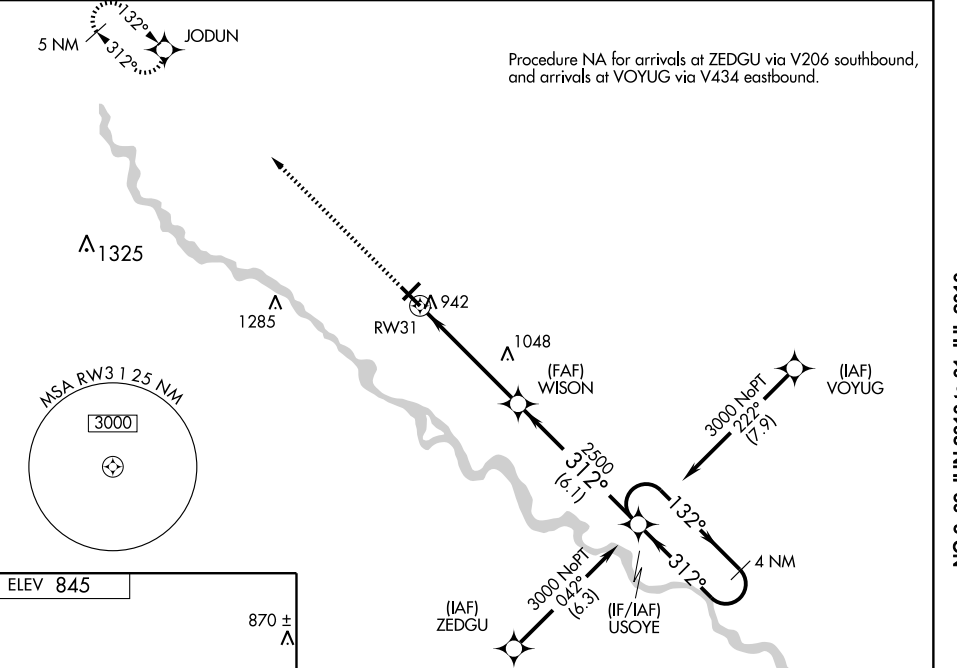 132°
312°
5 NM
JODUN
Procedure NA for arrivals at ZEDGU via V206 southbound,
and arrivals at VOYUG via V434 eastbound.
1325
1285
942
RW31
1048
(FAF)
WISON
(IAF)
VOYUG
3000 NoPT
222°
(7.9)
MSA RW31 25 NM
3000
2500
312°
(6.1)
132°
312°
4 NM
3000 NoPT
042°
(6.3)
(IF/IAF)
USOYE
(IAF)
ZEDGU
ELEV 845
870 ±